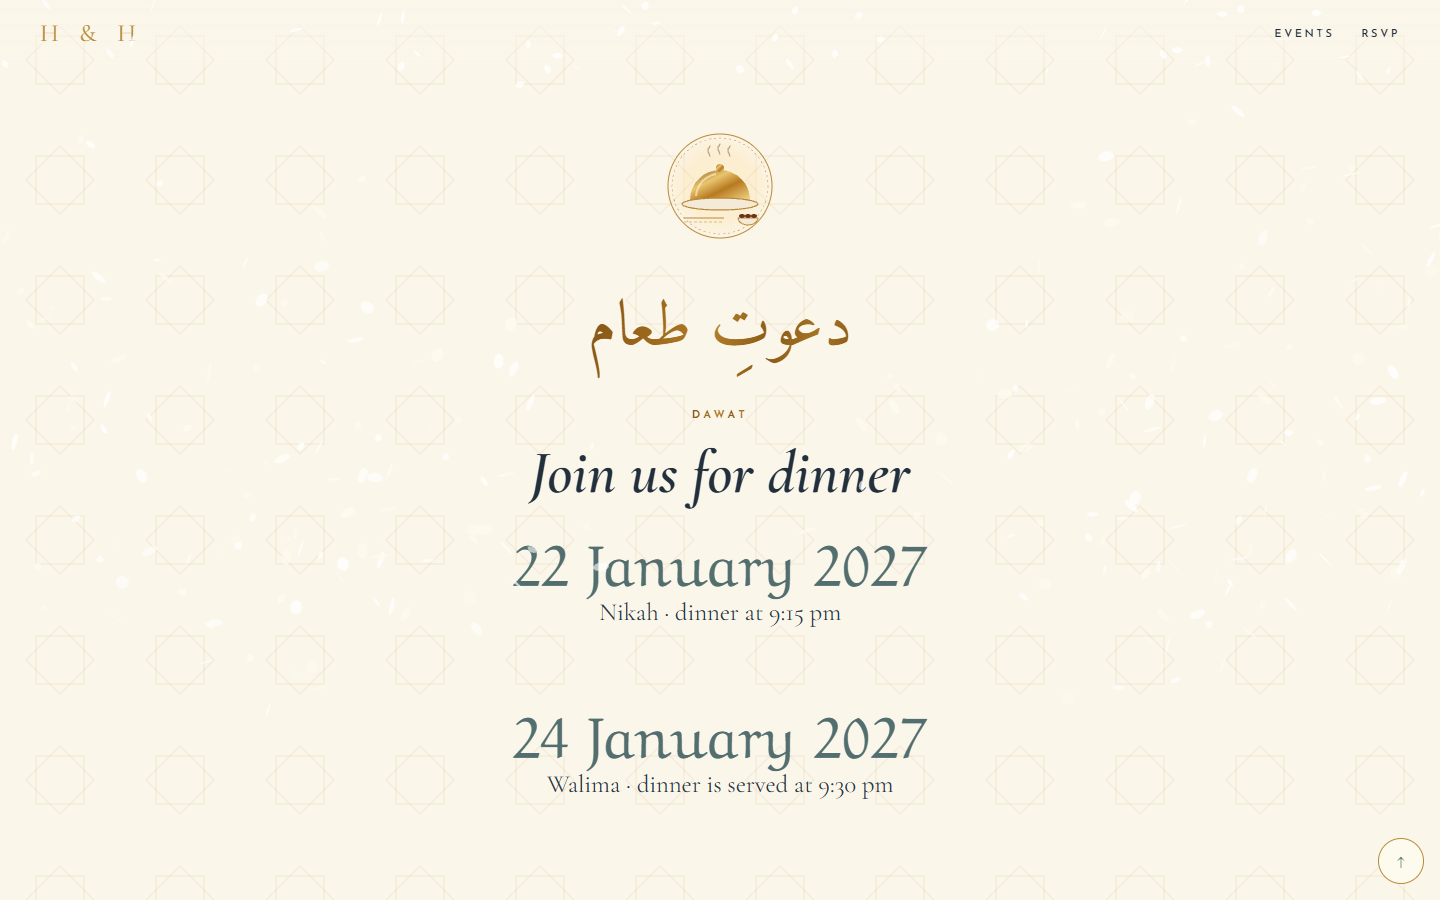 H & H
EVENTS RSVP
دعوتِ طعام
DAWAT
Join us for dinner
22 January 2027
Nikah · dinner at 9:15 pm
24 January 2027
Walima · dinner is served at 9:30 pm
↑